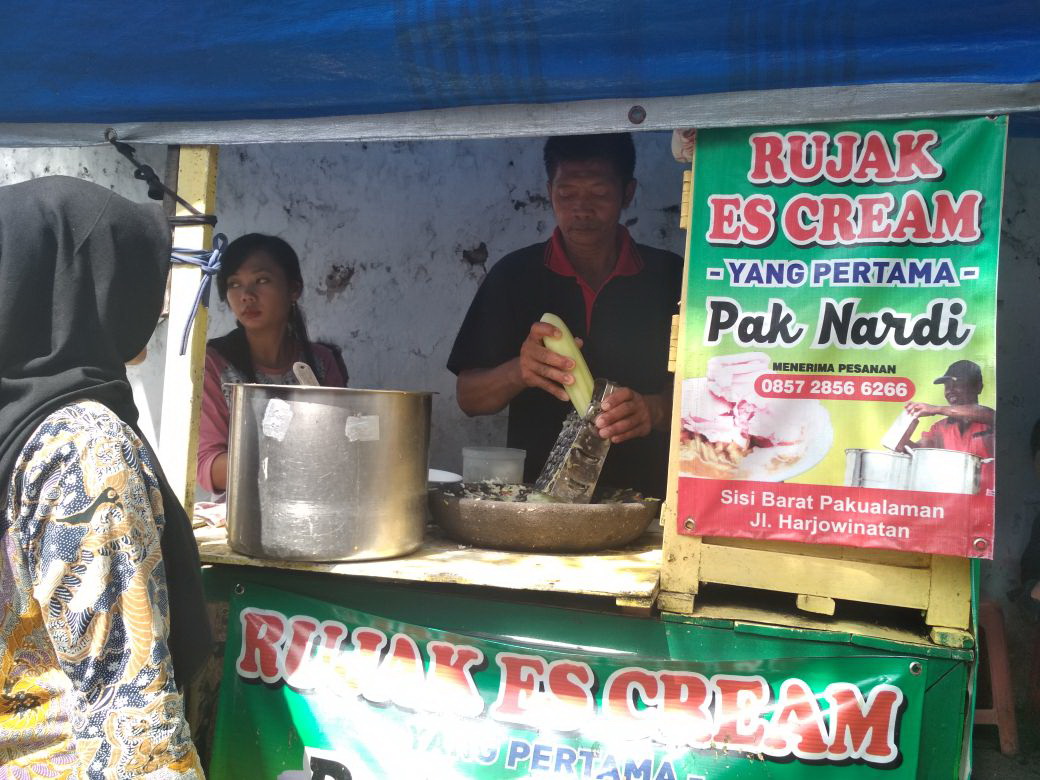 RUJAK
ES CREAM
- YANG PERTAMA -
Pak Nardi
MENERIMA PESANAN
0857 2856 6266
Sisi Barat Pakualaman
Jl. Harjowinatan
RUJAK ES CREAM
YANG PERTAMA -